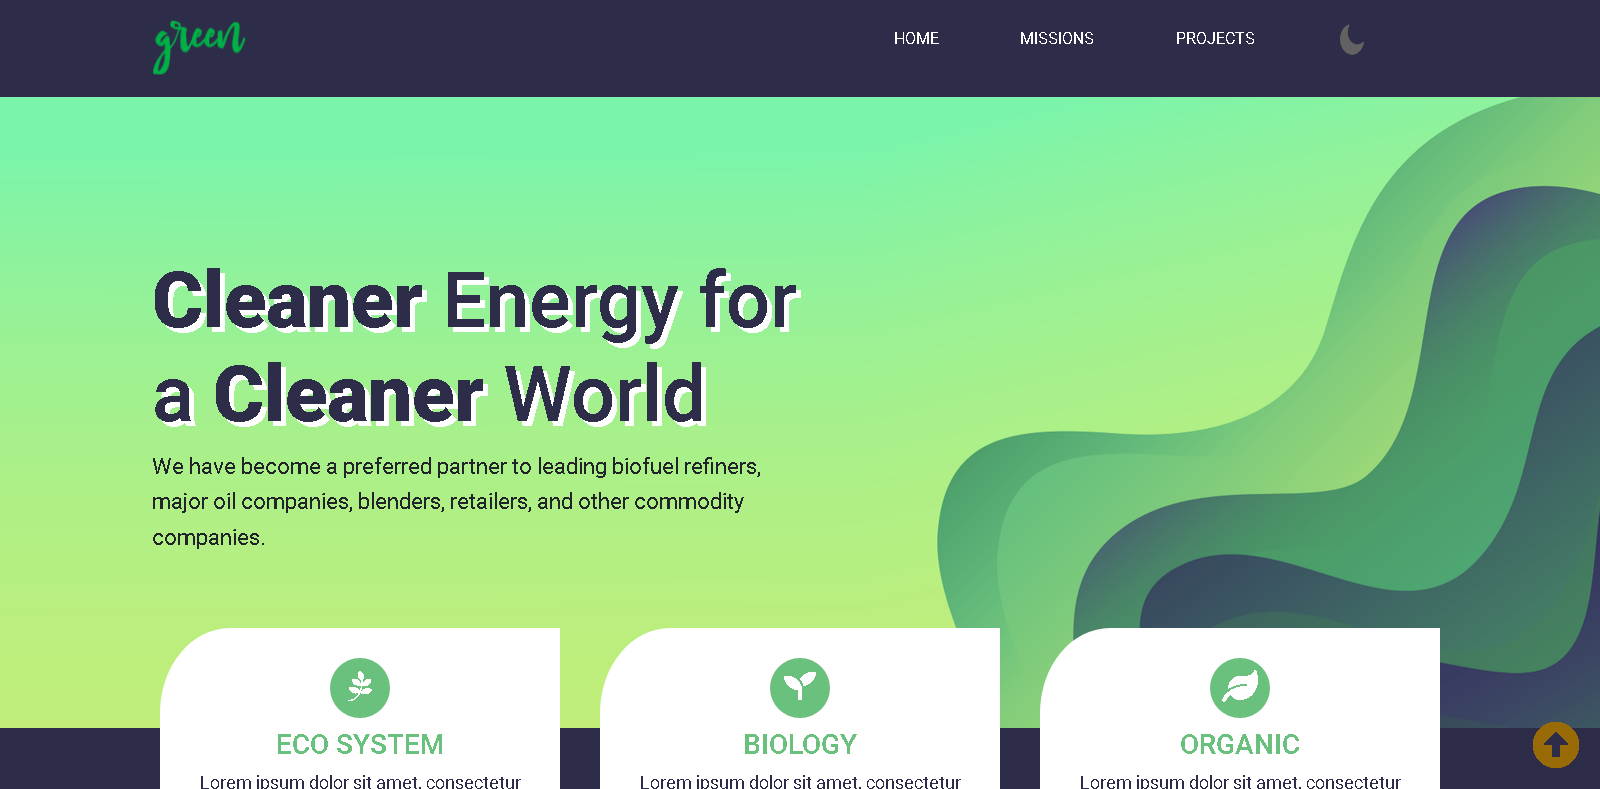 green
HOME MISSIONS PROJECTS
Cleaner Energy for
a Cleaner World
We have become a preferred partner to leading biofuel refiners,
major oil companies, blenders, retailers, and other commodity
companies.
ECO SYSTEM
Lorem ipsum dolor sit amet, consectetur
BIOLOGY
Lorem ipsum dolor sit amet, consectetur
ORGANIC
Lorem ipsum dolor sit amet, consectetur